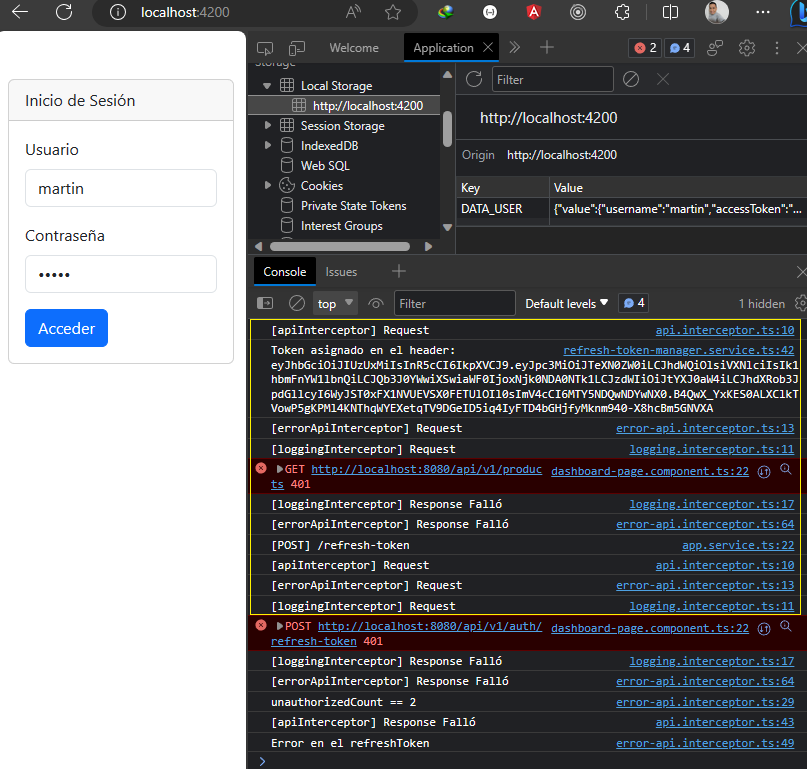 localhost:4200
Inicio de Sesión
Usuario
martin
Contraseña
•••••
Acceder
Welcome
Application
2
4
Storage
Local Storage
http://localhost:4200
Session Storage
IndexedDB
Web SQL
Cookies
Private State Tokens
Interest Groups
Filter
http://localhost:4200
Origin http://localhost:4200
Key Value
DATA_USER {"value":{"username":"martin","accessToken":"...
Console Issues
top Filter Default levels 4 1 hidden
[apiInterceptor] Request api.interceptor.ts:10
Token asignado en el header: refresh-token-manager.service.ts:42
[errorApiInterceptor] Request error-api.interceptor.ts:13
[loggingInterceptor] Request logging.interceptor.ts:11
GET http://localhost:8080/api/v1/produc dashboard-page.component.ts:22
ts 401
[loggingInterceptor] Response Falló logging.interceptor.ts:17
[errorApiInterceptor] Response Falló error-api.interceptor.ts:64
[POST] /refresh-token app.service.ts:22
[apiInterceptor] Request api.interceptor.ts:10
[errorApiInterceptor] Request error-api.interceptor.ts:13
[loggingInterceptor] Request logging.interceptor.ts:11
POST http://localhost:8080/api/v1/auth/ dashboard-page.component.ts:22
refresh-token 401
[loggingInterceptor] Response Falló logging.interceptor.ts:17
[errorApiInterceptor] Response Falló error-api.interceptor.ts:64
unauthorizedCount == 2 error-api.interceptor.ts:29
[apiInterceptor] Response Falló api.interceptor.ts:43
Error en el refreshToken error-api.interceptor.ts:49